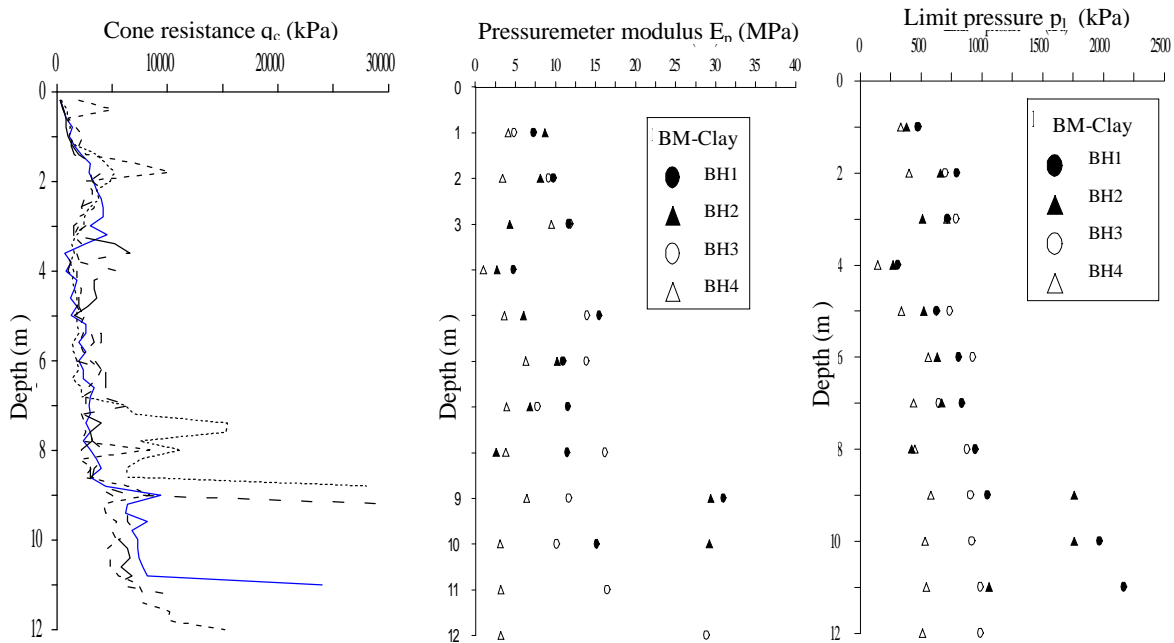 Cone resistance q_c (kPa)
0 10000 30000
0
2
4
6
8
10
12
Depth (m)
Pressuremeter modulus E_p (MPa)
0 5 10 15 20 25 30 35 40
0
1
2
3
4
5
6
7
8
9
10
11
12
Depth (m)
BM-Clay
BH1
BH2
BH3
BH4
Limit pressure p_l (kPa)
0 500 1000 200 2500
0
2
4
6
8
10
12
Depth (m)
BM-Clay
BH1
BH2
BH3
BH4